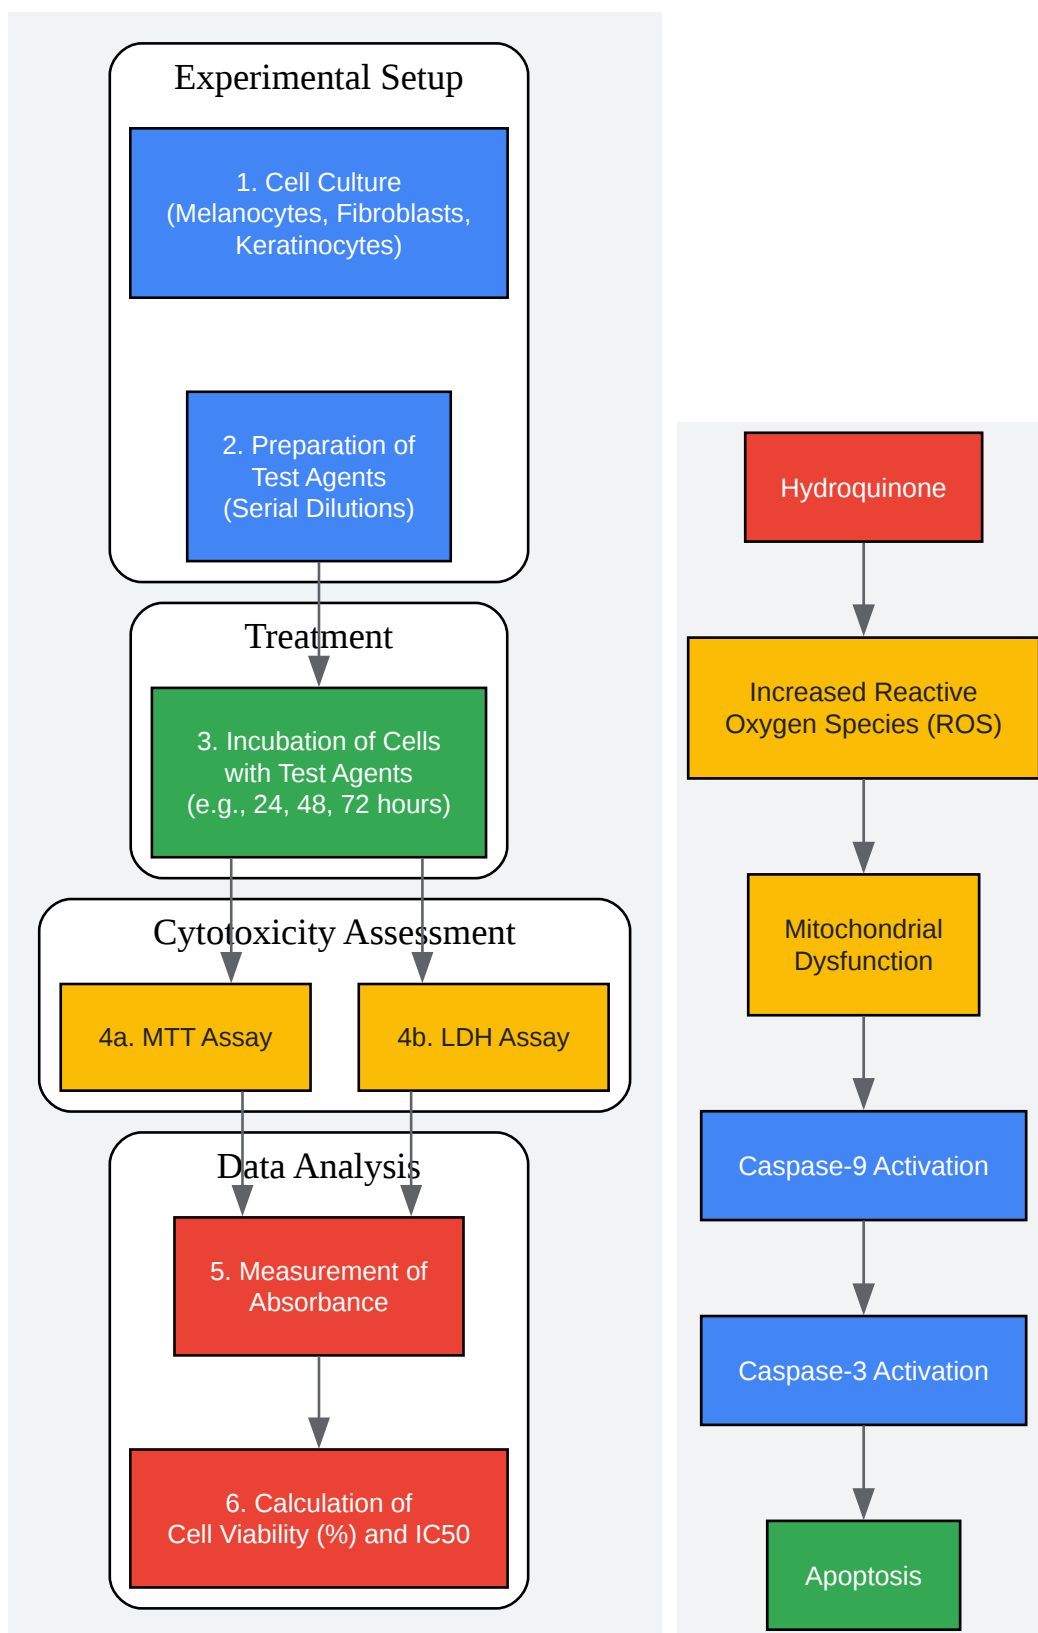 Experimental Setup
1. Cell Culture
(Melanocytes, Fibroblasts,
Keratinocytes)
2. Preparation of
Test Agents
(Serial Dilutions)
Treatment
3. Incubation of Cells
with Test Agents
(e.g., 24, 48, 72 hours)
Cytotoxicity Assessment
4a. MTT Assay
4b. LDH Assay
Data Analysis
5. Measurement of
Absorbance
6. Calculation of
Cell Viability (%) and IC50
Hydroquinone
Increased Reactive
Oxygen Species (ROS)
Mitochondrial
Dysfunction
Caspase-9 Activation
Caspase-3 Activation
Apoptosis